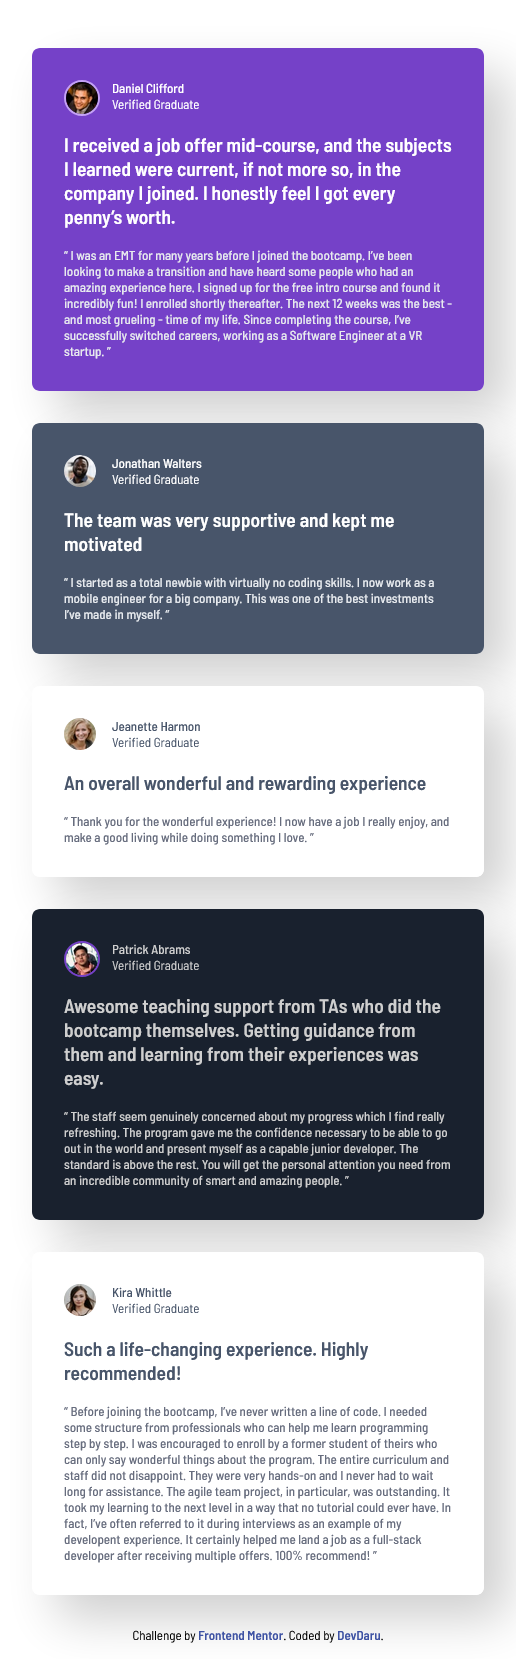 Daniel Clifford
Verified Graduate
I received a job offer mid-course, and the subjects
I learned were current, if not more so, in the
company I joined. I honestly feel I got every
penny’s worth.
“ I was an EMT for many years before I joined the bootcamp. I’ve been
looking to make a transition and have heard some people who had an
amazing experience here. I signed up for the free intro course and found it
incredibly fun! I enrolled shortly thereafter. The next 12 weeks was the best -
and most grueling - time of my life. Since completing the course, I’ve
successfully switched careers, working as a Software Engineer at a VR
startup. ”
Jonathan Walters
Verified Graduate
The team was very supportive and kept me
motivated
“ I started as a total newbie with virtually no coding skills. I now work as a
mobile engineer for a big company. This was one of the best investments
I’ve made in myself. ”
Jeanette Harmon
Verified Graduate
An overall wonderful and rewarding experience
“ Thank you for the wonderful experience! I now have a job I really enjoy, and
make a good living while doing something I love. ”
Patrick Abrams
Verified Graduate
Awesome teaching support from TAs who did the
bootcamp themselves. Getting guidance from
them and learning from their experiences was
easy.
“ The staff seem genuinely concerned about my progress which I find really
refreshing. The program gave me the confidence necessary to be able to go
out in the world and present myself as a capable junior developer. The
standard is above the rest. You will get the personal attention you need from
an incredible community of smart and amazing people. ”
Kira Whittle
Verified Graduate
Such a life-changing experience. Highly
recommended!
“ Before joining the bootcamp, I’ve never written a line of code. I needed
some structure from professionals who can help me learn programming
step by step. I was encouraged to enroll by a former student of theirs who
can only say wonderful things about the program. The entire curriculum and
staff did not disappoint. They were very hands-on and I never had to wait
long for assistance. The agile team project, in particular, was outstanding. It
took my learning to the next level in a way that no tutorial could ever have. In
fact, I’ve often referred to it during interviews as an example of my
developent experience. It certainly helped me land a job as a full-stack
developer after receiving multiple offers. 100% recommend! ”
Challenge by Frontend Mentor. Coded by DevDaru.